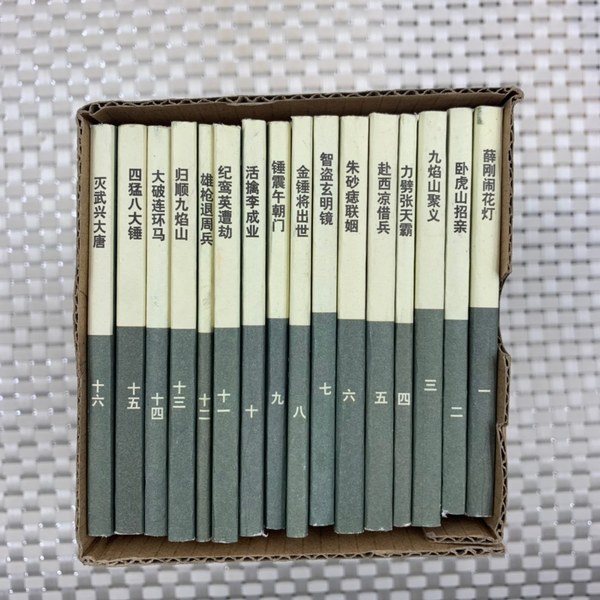 灭武兴大唐
十六
四猛八大锤
十五
大破连环马
十四
归顺九焰山
十三
雄枪退周兵
十二
纪鸾英遭劫
十一
活擒李成业
十
锤震午朝门
九
金锤将出世
八
智盗玄明镜
七
朱砂痣联姻
六
赴西凉借兵
五
力劈张天霸
四
九焰山聚义
三
卧虎山招亲
二
薛刚闹花灯
一